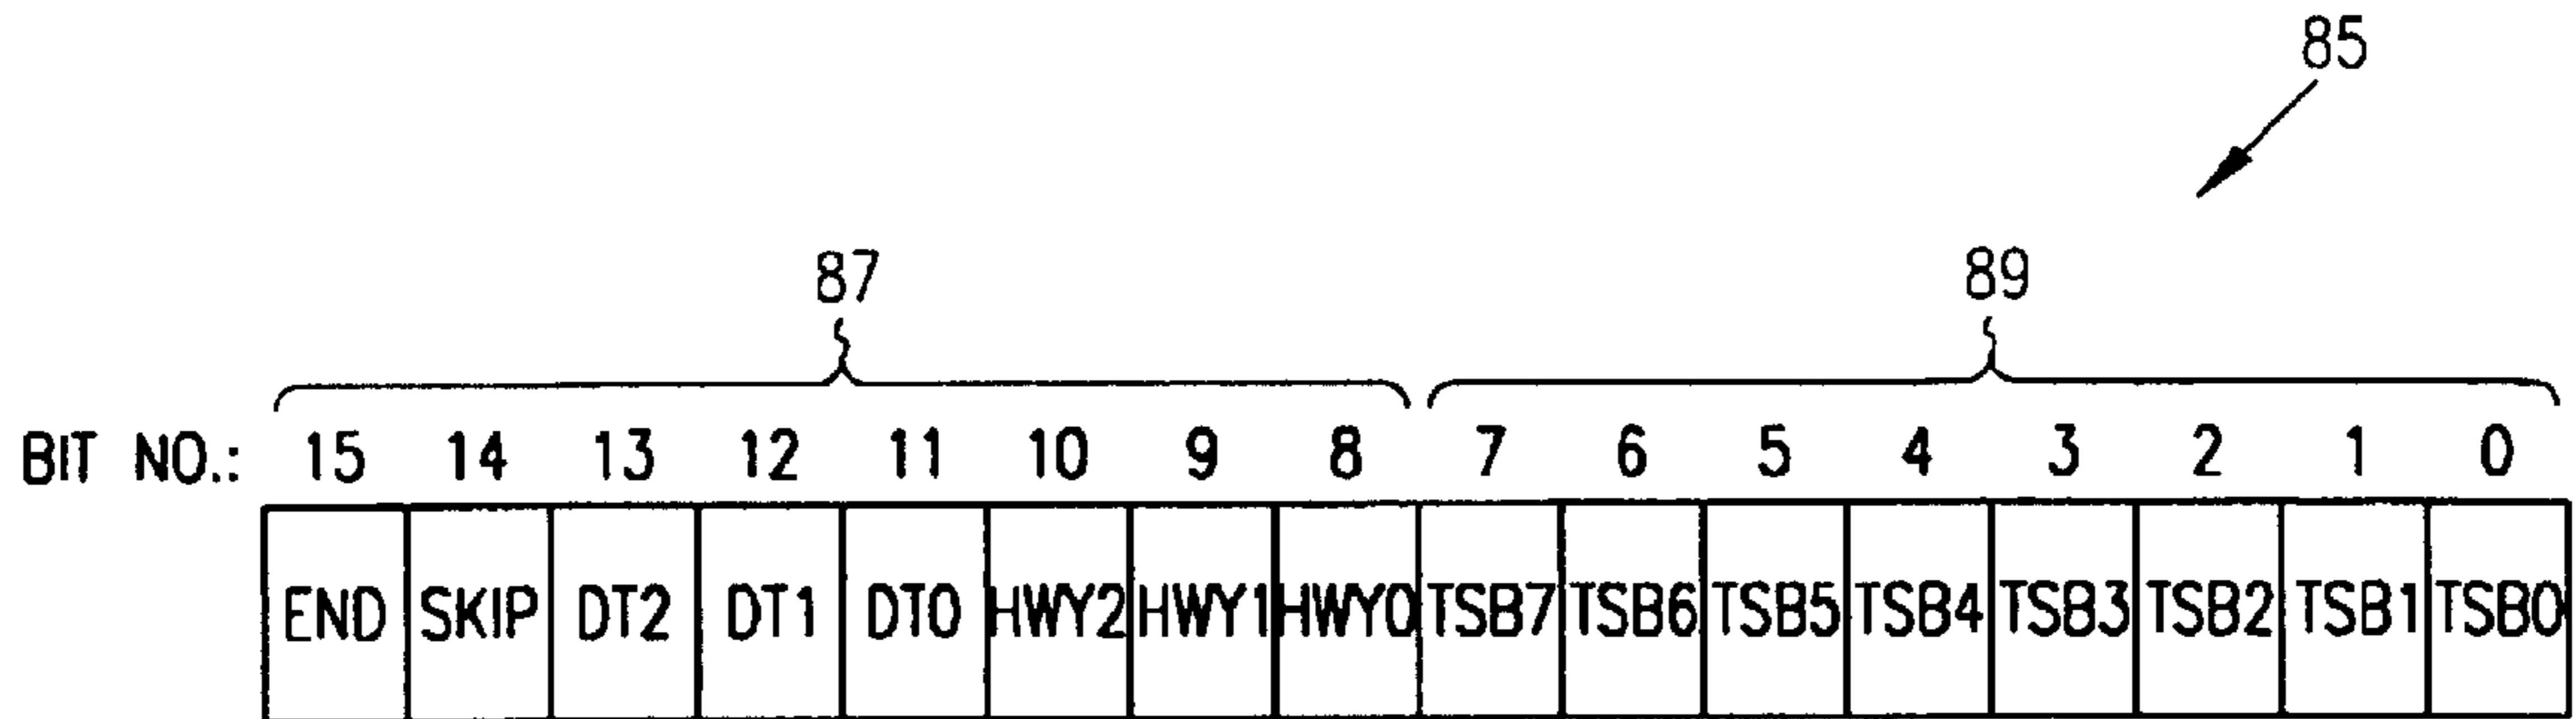 85
87 89
BIT NO.: 15 14 13 12 11 10 9 8 7 6 5 4 3 2 1 0
END SKIP DT2 DT1 DT0 HWY2 HWY1 HWY0 TSB7 TSB6 TSB5 TSB4 TSB3 TSB2 TSB1 TSB0